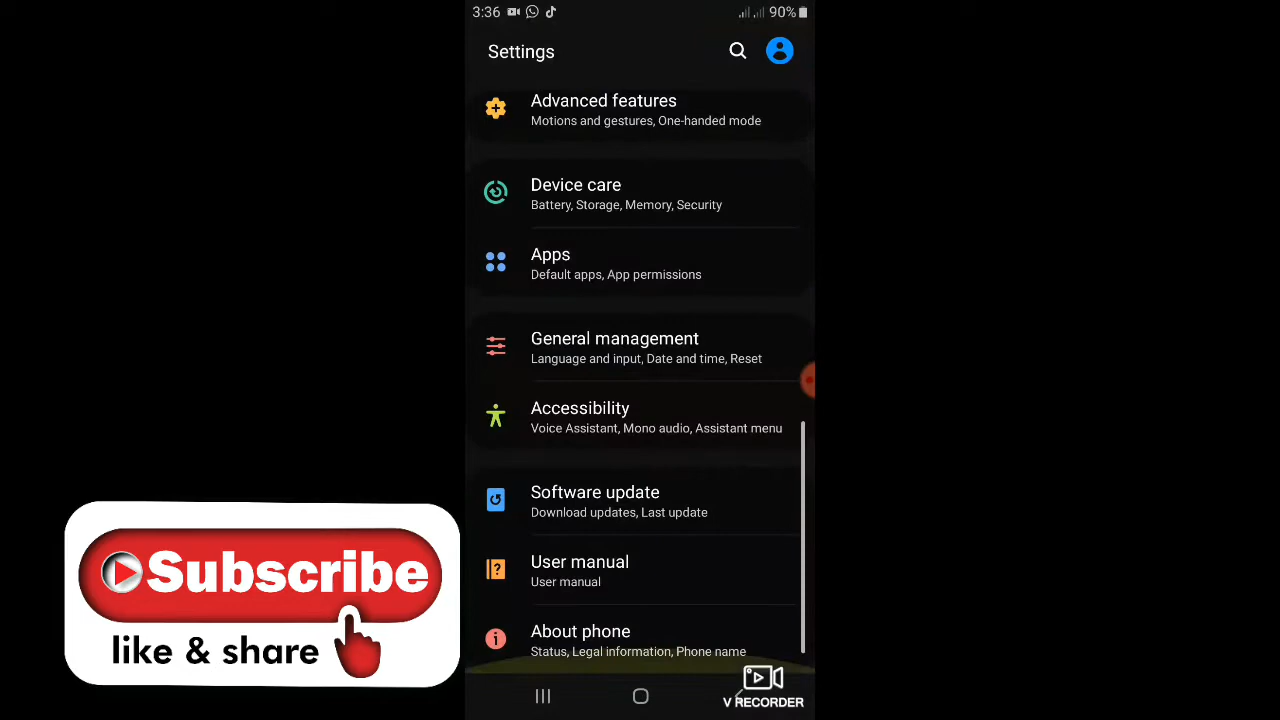 3:36 90%
Settings
Advanced features
Motions and gestures, One-handed mode
Device care
Battery, Storage, Memory, Security
Apps
Default apps, App permissions
General management
Language and input, Date and time, Reset
Accessibility
Voice Assistant, Mono audio, Assistant menu
Software update
Download updates, Last update
User manual
User manual
About phone
Status, Legal information, Phone name
Subscribe
like & share
V RECORDER